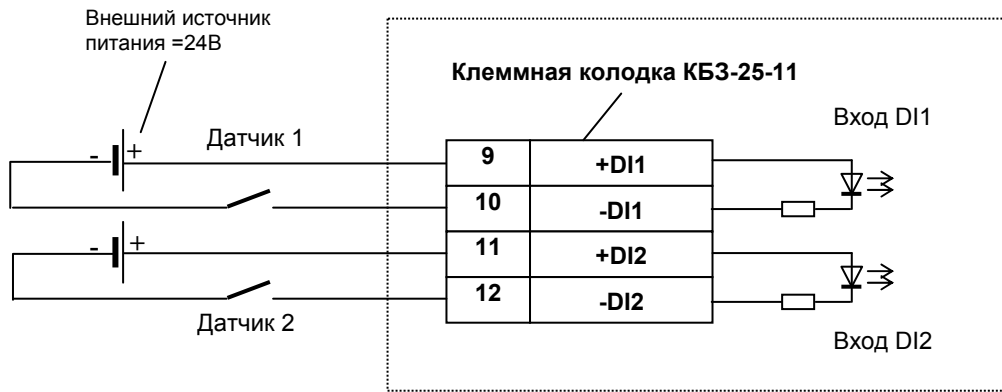 Внешний источник
питания =24В
Клеммная колодка КБЗ-25-11
Вход DI1
Датчик 1
- +
9 +DI1
10 -DI1
- +
11 +DI2
12 -DI2
Датчик 2
Вход DI2